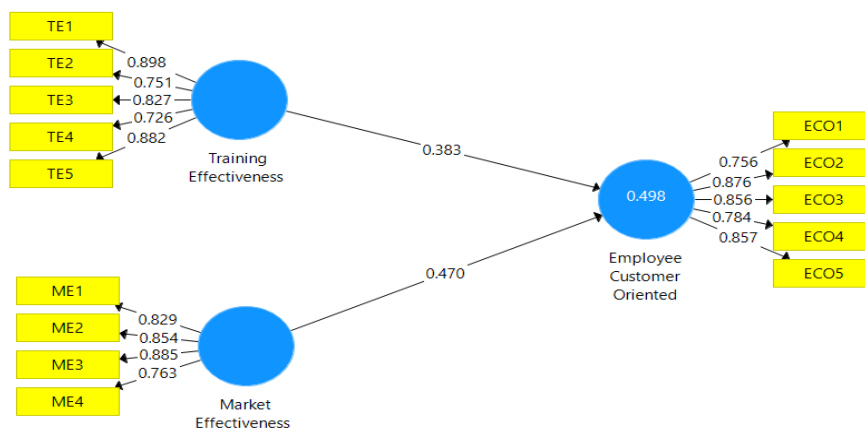 TE1
TE2
TE3
TE4
TE5
0.898
0.751
0.827
0.726
0.882
Training
Effectiveness
0.383
ME1
ME2
ME3
ME4
0.829
0.854
0.885
0.763
Market
Effectiveness
0.470
0.498
Employee
Customer
Oriented
0.756
0.876
0.856
0.784
0.857
ECO1
ECO2
ECO3
ECO4
ECO5